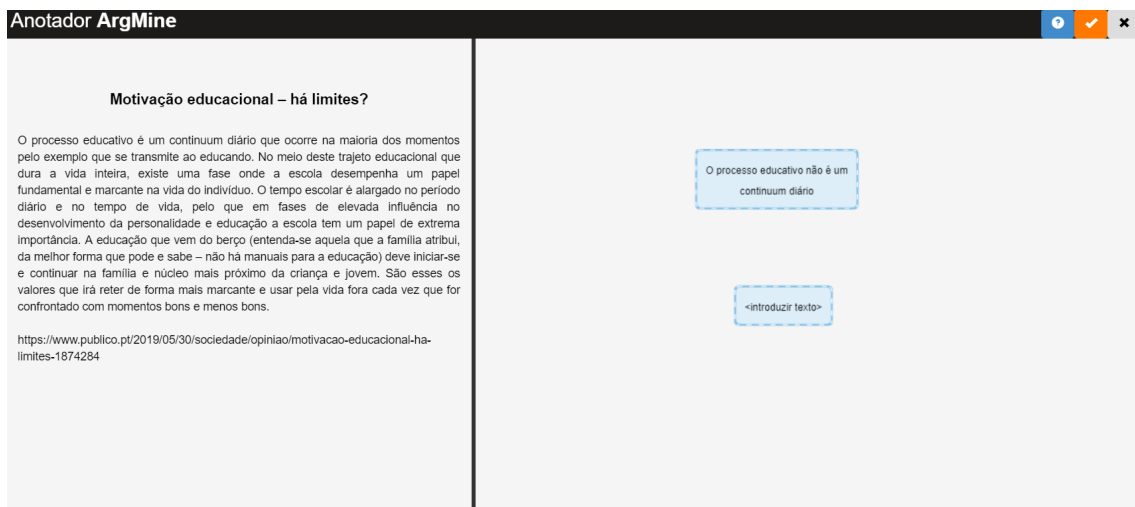 Anotador ArgMine
Motivação educacional – há limites?
O processo educativo é um continuum diário que ocorre na maioria dos momentos
pelo exemplo que se transmite ao educando. No meio deste trajeto educacional que
dura a vida inteira, existe uma fase onde a escola desempenha um papel
fundamental e marcante na vida do indivíduo. O tempo escolar é alargado no período
diário e no tempo de vida, pelo que em fases de elevada influência no
desenvolvimento da personalidade e educação a escola tem um papel de extrema
importância. A educação que vem do berço (entenda-se aquela que a família atribui,
da melhor forma que pode e sabe – não há manuais para a educação) deve iniciar-se
e continuar na família e núcleo mais próximo da criança e jovem. São esses os
valores que irá reter de forma mais marcante e usar pela vida fora cada vez que for
confrontado com momentos bons e menos bons.
https://www.publico.pt/2019/05/30/sociedade/opiniao/motivacao-educacional-ha-
limites-1874284
O processo educativo não é um
continuum diário
<introduzir texto>